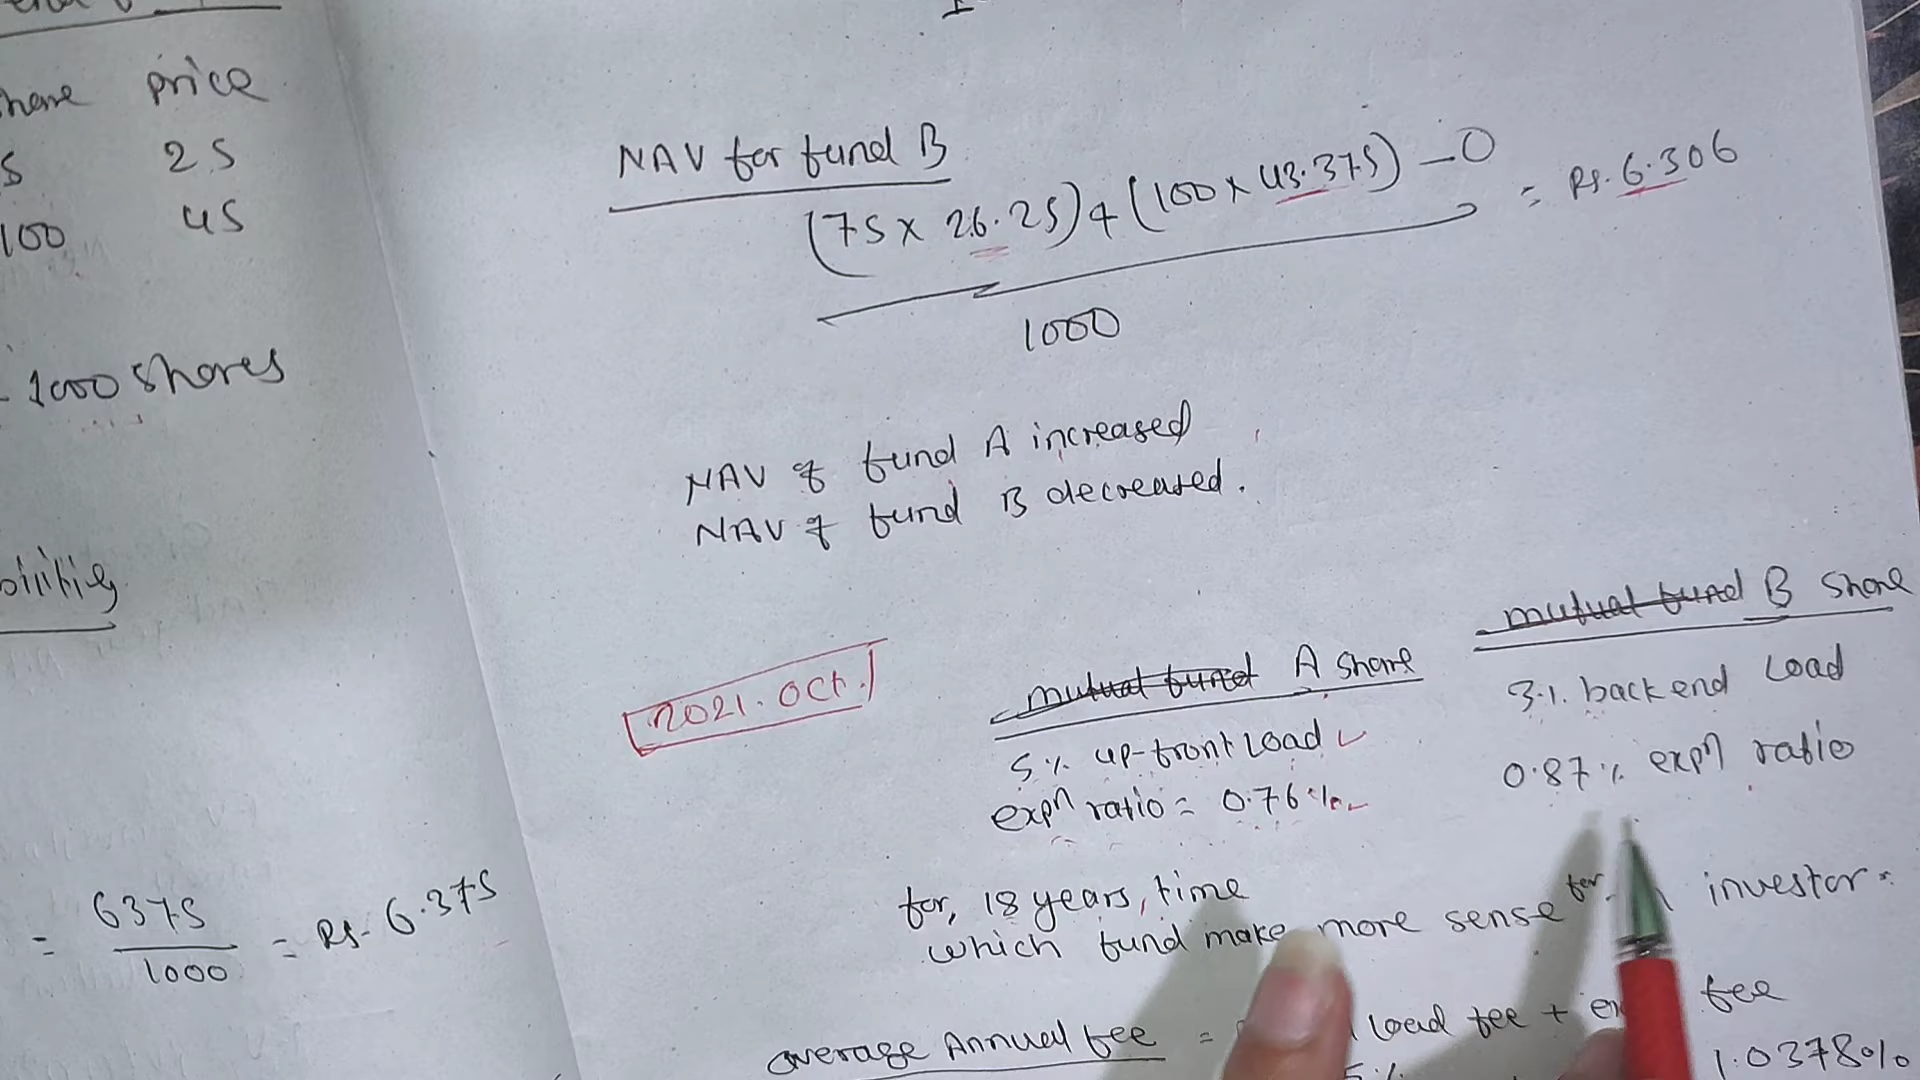 price
25
100 45
1000 shares
= 6375 / 1000 = Rs. 6.375
NAV for fund B
(75 x 26.25) + (100 x 43.375) - 0 = Rs. 6.306
1000
NAV of fund A increased
NAV of fund B decreased.
2021. Oct.
mutual fund A share
5% up-front load
expn ratio = 0.76%
mutual fund B share
3% backend load
0.87% expn ratio
for, 18 years, time
which fund make more sense for investor.
average Annual fee = load fee + fee
1.0378%